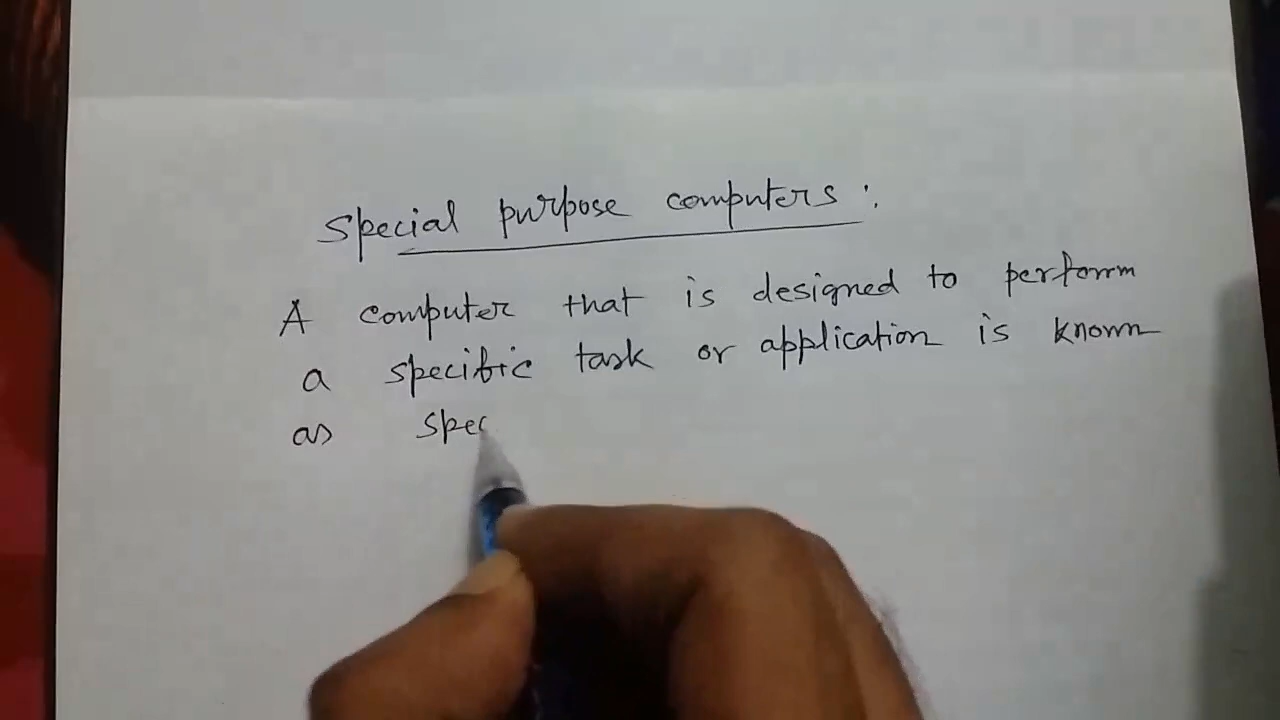 Special purpose computers :
A computer that is designed to perform
a specific task or application is known
as Spec